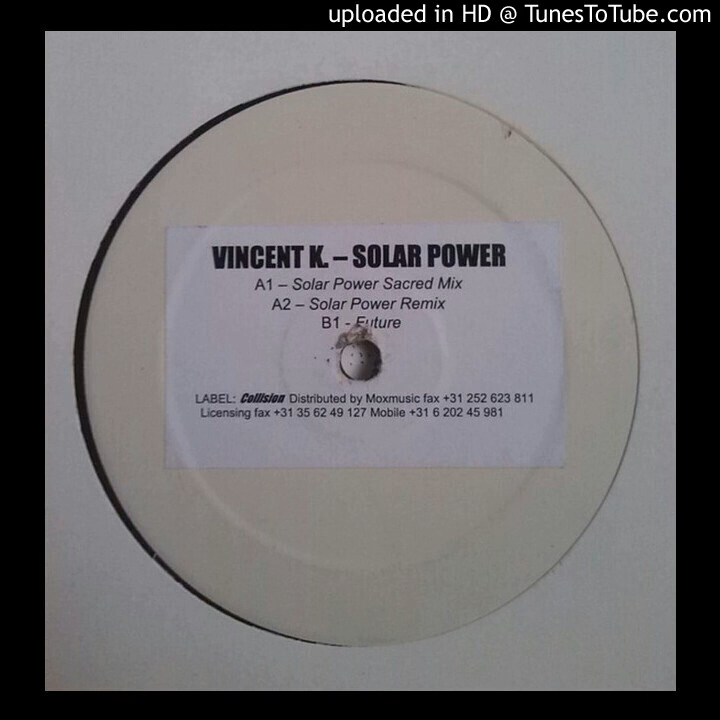 uploaded in HD @ TunesToTube.com
VINCENT K. – SOLAR POWER
A1 – Solar Power Sacred Mix
A2 – Solar Power Remix
B1 - Future
LABEL: Collision Distributed by Moxmusic fax +31 252 623 811
Licensing fax +31 35 62 49 127 Mobile +31 6 202 45 981